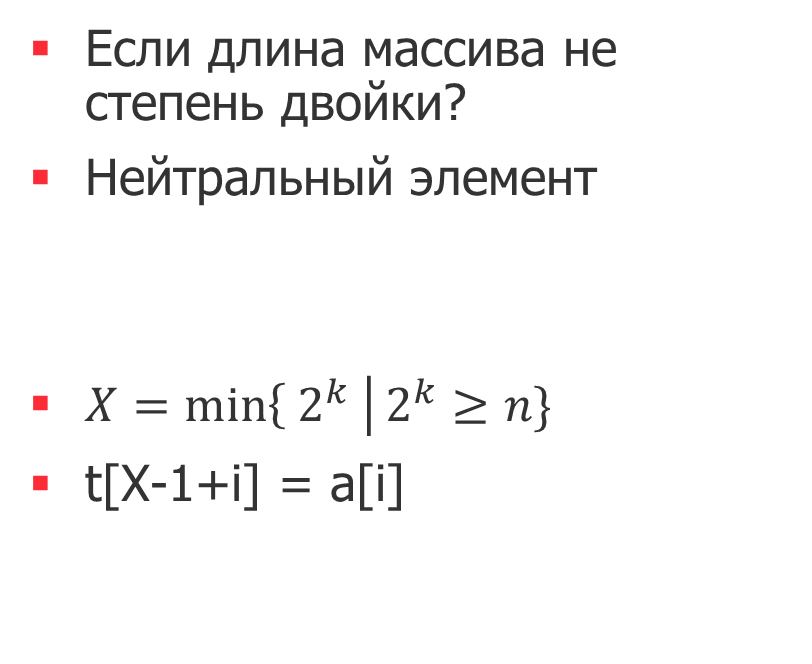 ▪ Если длина массива не
степень двойки?
▪ Нейтральный элемент
▪ X = min{ 2^k | 2^k ≥ n}
▪ t[X-1+i] = a[i]